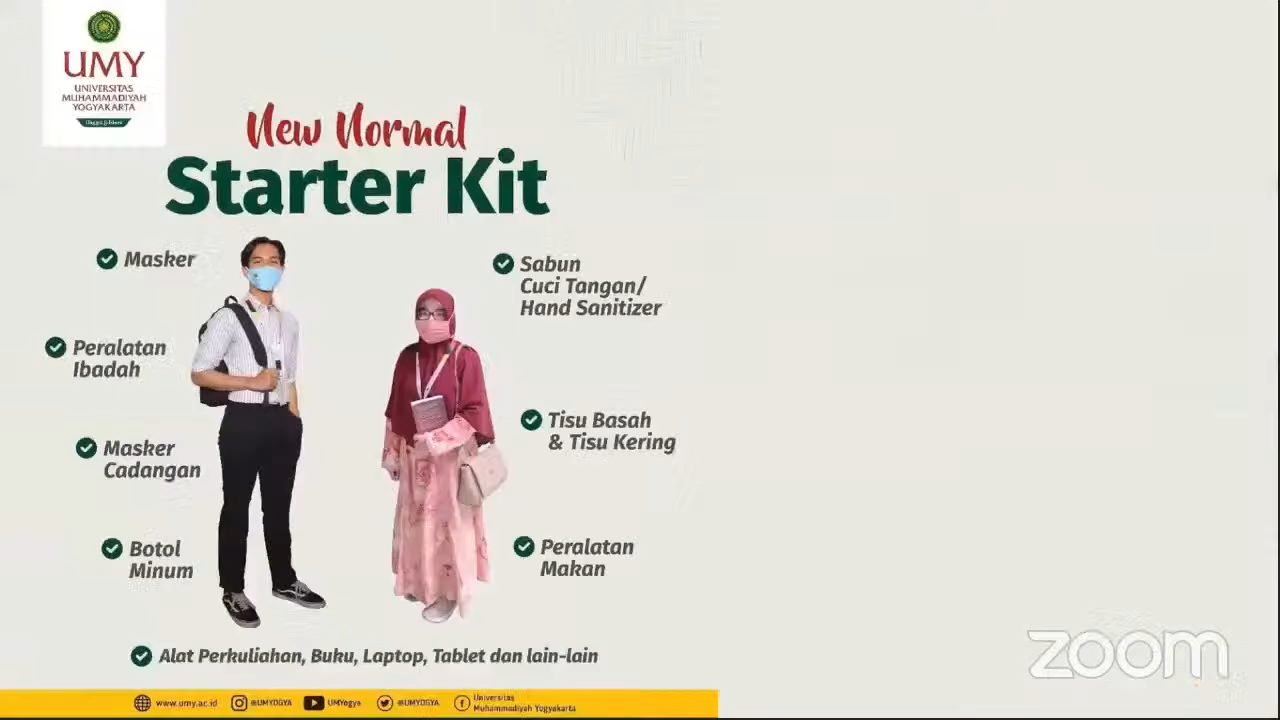 UMY
UNIVERSITAS
MUHAMMADIYAH
YOGYAKARTA
New Normal
Starter Kit
Masker
Sabun
Cuci Tangan/
Hand Sanitizer
Peralatan
Ibadah
Tisu Basah
& Tisu Kering
Masker
Cadangan
Botol
Minum
Peralatan
Makan
Alat Perkuliahan, Buku, Laptop, Tablet dan lain-lain
www.umy.ac.id
@UMYOGYA
UMYogya
@UMYOGYA
Universitas
Muhammadiyah Yogyakarta
zoom